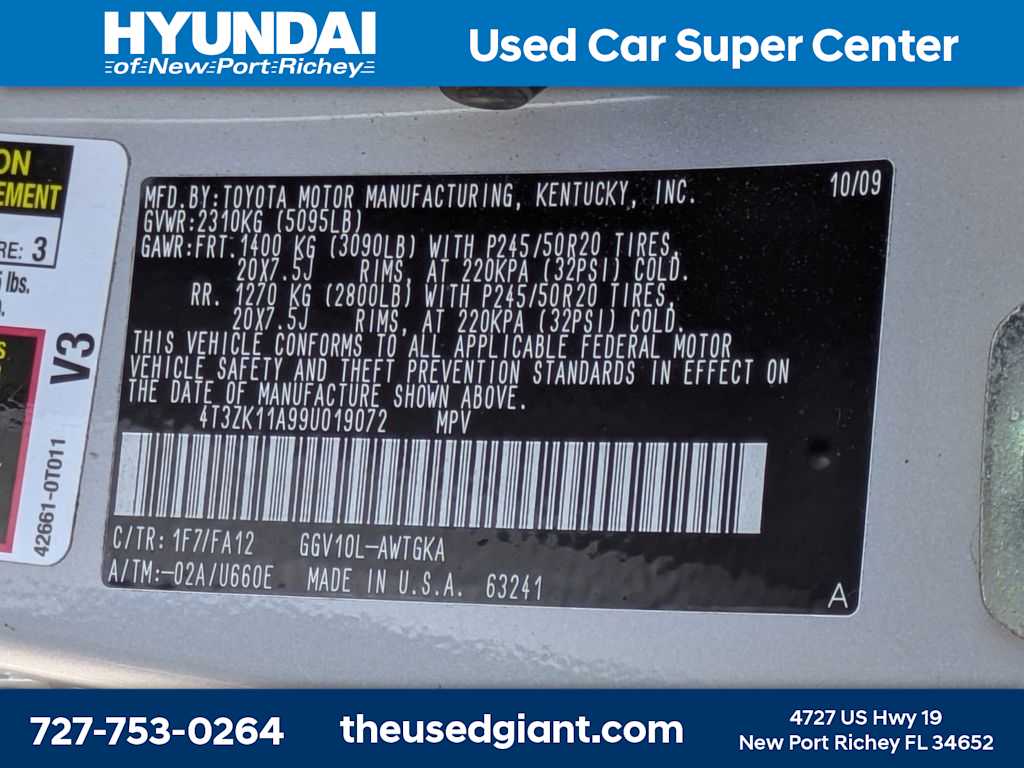 HYUNDAI
of New Port Richey
Used Car Super Center
ON
EMENT
RE: 3
lbs.
V3
42661-0T011
MFD. BY: TOYOTA MOTOR MANUFACTURING, KENTUCKY, INC. 10/09
GVWR: 2310KG (5095LB)
GAWR: FRT. 1400 KG (3090LB) WITH P245/50R20 TIRES,
20X7.5J RIMS, AT 220KPA (32PSI) COLD.
RR. 1270 KG (2800LB) WITH P245/50R20 TIRES,
20X7.5J RIMS, AT 220KPA (32PSI) COLD.
THIS VEHICLE CONFORMS TO ALL APPLICABLE FEDERAL MOTOR
VEHICLE SAFETY AND THEFT PREVENTION STANDARDS IN EFFECT ON
THE DATE OF MANUFACTURE SHOWN ABOVE.
4T3ZK11A99U019072 MPV
C/TR: 1F7/FA12 GGV10L-AWTGKA
A/TM:-02A/U660E MADE IN U.S.A. 63241
A
727-753-0264
theusedgiant.com
4727 US Hwy 19
New Port Richey FL 34652